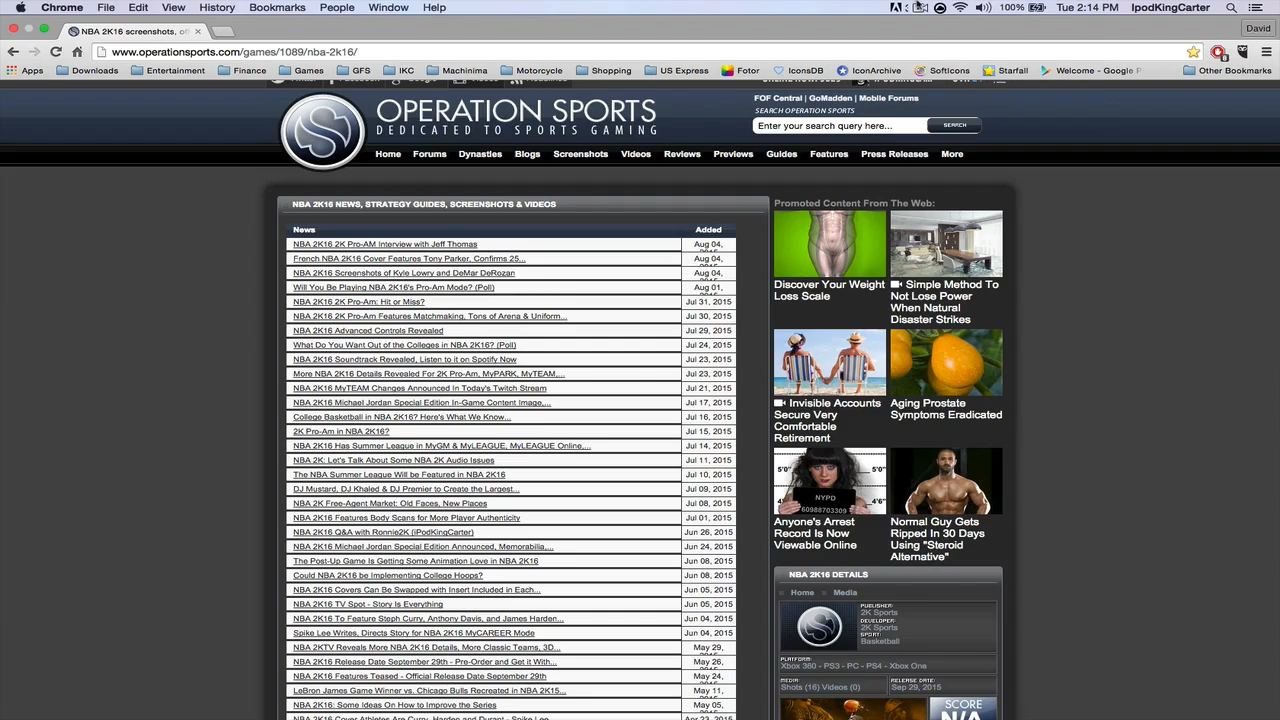 Chrome File Edit View History Bookmarks People Window Help 100% Tue 2:14 PM IpodKingCarter
NBA 2K16 screenshots, of David
www.operationsports.com/games/1089/nba-2k16/
Apps Downloads Entertainment Finance Games GFS IKC Machinima Motorcycle Shopping US Express Fotor IconsDB IconArchive SoftIcons Starfall Welcome - Google P Other Bookmarks
OPERATION SPORTS
DEDICATED TO SPORTS GAMING
FOF Central | GoMadden | Mobile Forums
SEARCH OPERATION SPORTS
Enter your search query here... SEARCH
Home Forums Dynasties Blogs Screenshots Videos Reviews Previews Guides Features Press Releases More
NBA 2K16 NEWS, STRATEGY GUIDES, SCREENSHOTS & VIDEOS
News Added
NBA 2K16 2K Pro-AM Interview with Jeff Thomas Aug 04,
French NBA 2K16 Cover Features Tony Parker, Confirms 25... Aug 04,
NBA 2K16 Screenshots of Kyle Lowry and DeMar DeRozan Aug 04,
Will You Be Playing NBA 2K16's Pro-AM Mode? (Poll) Aug 01,
NBA 2K16 2K Pro-AM: Hit or Miss? Jul 31, 2015
NBA 2K16 2K Pro-AM Features Matchmaking, Tons of Arena & Uniform... Jul 30, 2015
NBA 2K16 Advanced Controls Revealed Jul 29, 2015
What Do You Want Out of the Colleges in NBA 2K16? (Poll) Jul 24, 2015
NBA 2K16 Soundtrack Revealed, Listen to it on Spotify Now Jul 23, 2015
More NBA 2K16 Details Revealed For 2K Pro-Am, MyPARK, MyTEAM,... Jul 23, 2015
NBA 2K16 MyTEAM Changes Announced In Today's Twitch Stream Jul 21, 2015
NBA 2K16 Michael Jordan Special Edition In-Game Content Image,... Jul 17, 2015
College Basketball in NBA 2K16? Here's What We Know... Jul 16, 2015
2K Pro-Am in NBA 2K16? Jul 15, 2015
NBA 2K16 Has Summer League in MyGM & MyLEAGUE, MyLEAGUE Online,... Jul 14, 2015
NBA 2K: Let's Talk About Some NBA 2K Audio Issues Jul 11, 2015
The NBA Summer League Will be Featured in NBA 2K16 Jul 10, 2015
DJ Mustard, DJ Khaled & DJ Premier to Create the Largest... Jul 09, 2015
NBA 2K Free-Agent Market: Old Faces, New Places Jul 08, 2015
NBA 2K16 Features Body Scans for More Player Authenticity Jul 01, 2015
NBA 2K16 Q&A with Ronnie2K (iPodKingCarter) Jun 26, 2015
NBA 2K16 Michael Jordan Special Edition Announced, Memorabilia,... Jun 24, 2015
The Post-Up Game Is Getting Some Animation Love in NBA 2K16 Jun 08, 2015
Could NBA 2K16 be Implementing College Hoops? Jun 08, 2015
NBA 2K16 Covers Can Be Swapped with Insert Included in Each... Jun 05, 2015
NBA 2K16 TV Spot - Story Is Everything Jun 05, 2015
NBA 2K16 To Feature Steph Curry, Anthony Davis, and James Harden... Jun 04, 2015
Spike Lee Writes, Directs Story for NBA 2K16 MyCAREER Mode Jun 04, 2015
2KTV Reveals More NBA 2K16 Details, More Classic Teams, 3D... May 29,
NBA 2K16 Release Date September 29th - Pre-Order and Get it With... May 26,
NBA 2K16 Features Teased - Official Release Date September 29th May 24,
LeBron James Game Winner vs. Chicago Bulls Recreated in NBA 2K15... May 11,
NBA 2K16: Some Ideas On How to Improve the Series May 05,
NBA 2K16 Cover Athletes Are Curry, Harden and Durant - Spike Lee Apr 23, 2015
Promoted Content From The Web:
Discover Your Weight Loss Scale
Simple Method To Not Lose Power When Natural Disaster Strikes
Invisible Accounts Secure Very Comfortable Retirement
Aging Prostate Symptoms Eradicated
5'0" 5'0"
4'6" 4'6"
NYPD
60988703309
Anyone's Arrest Record Is Now Viewable Online
Normal Guy Gets Ripped In 30 Days Using "Steroid Alternative"
NBA 2K16 DETAILS
Home Media
PUBLISHER:
2K Sports
DEVELOPER:
2K Sports
SPORT:
Basketball
PLATFORM:
Xbox 360 - PS3 - PC - PS4 - Xbox One
MEDIA RELEASE DATE:
Shots (16) Videos (0) Sep 29, 2015
SCORE
N/A